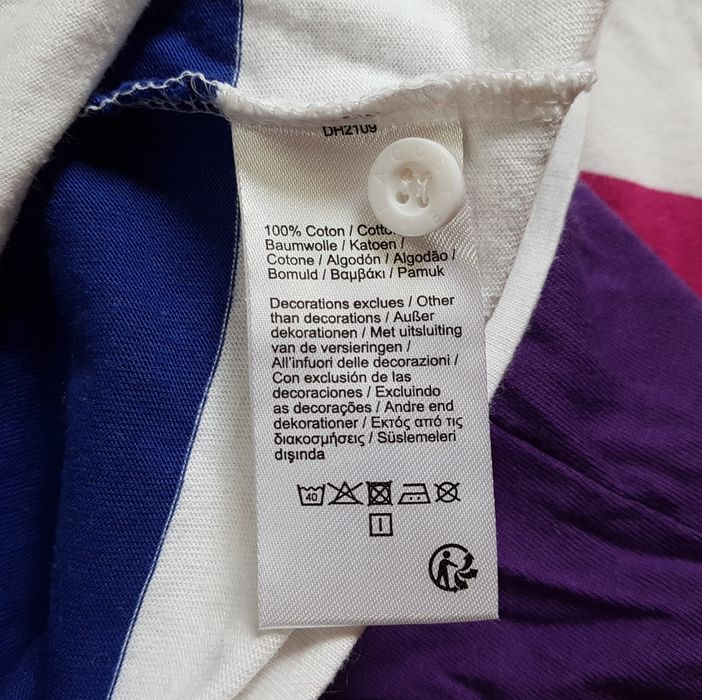 DH2109
100% Coton /
Baumwolle / Katoen /
Cotone / Algodón / Algodão /
Bomuld / Βαμβάκι / Pamuk
Decorations exclues / Other
than decorations / Außer
dekorationen / Met uitsluiting
van de versieringen /
All'infuori delle decorazioni /
Con exclusión de las
decoraciones / Excluindo
as decorações / Andre end
dekorationer / Εκτός από τις
διακοσμήσεις / Süslemeleri
dışında
40
I